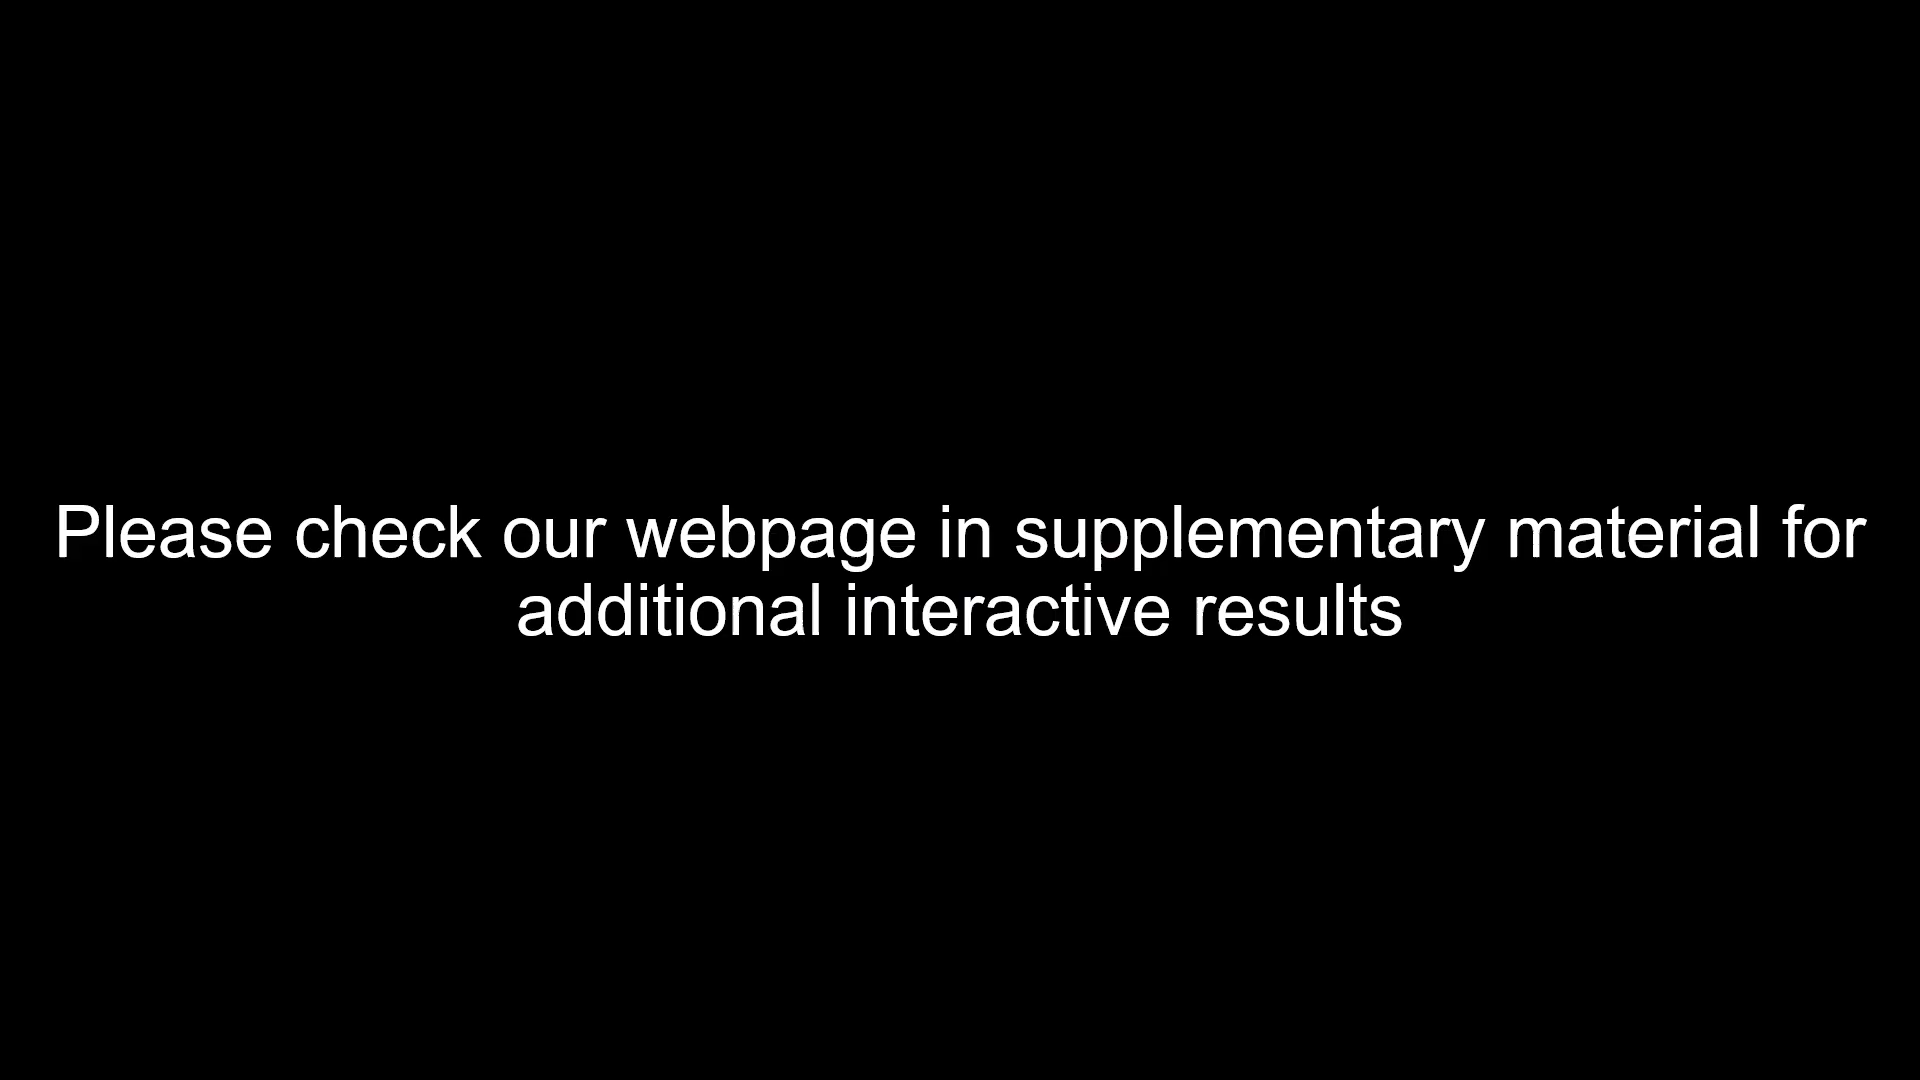 Please check our webpage in supplementary material for
additional interactive results